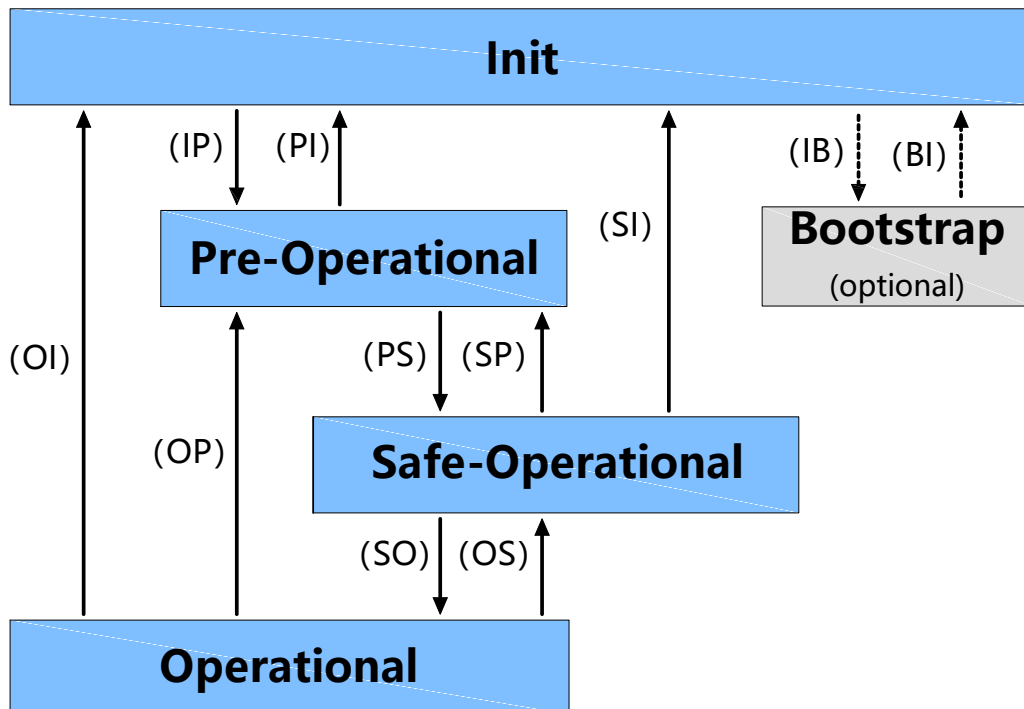 Init
(IP)
(PI)
(IB)
(BI)
(SI)
Bootstrap
(optional)
Pre-Operational
(OI)
(PS)
(SP)
(OP)
Safe-Operational
(SO)
(OS)
Operational